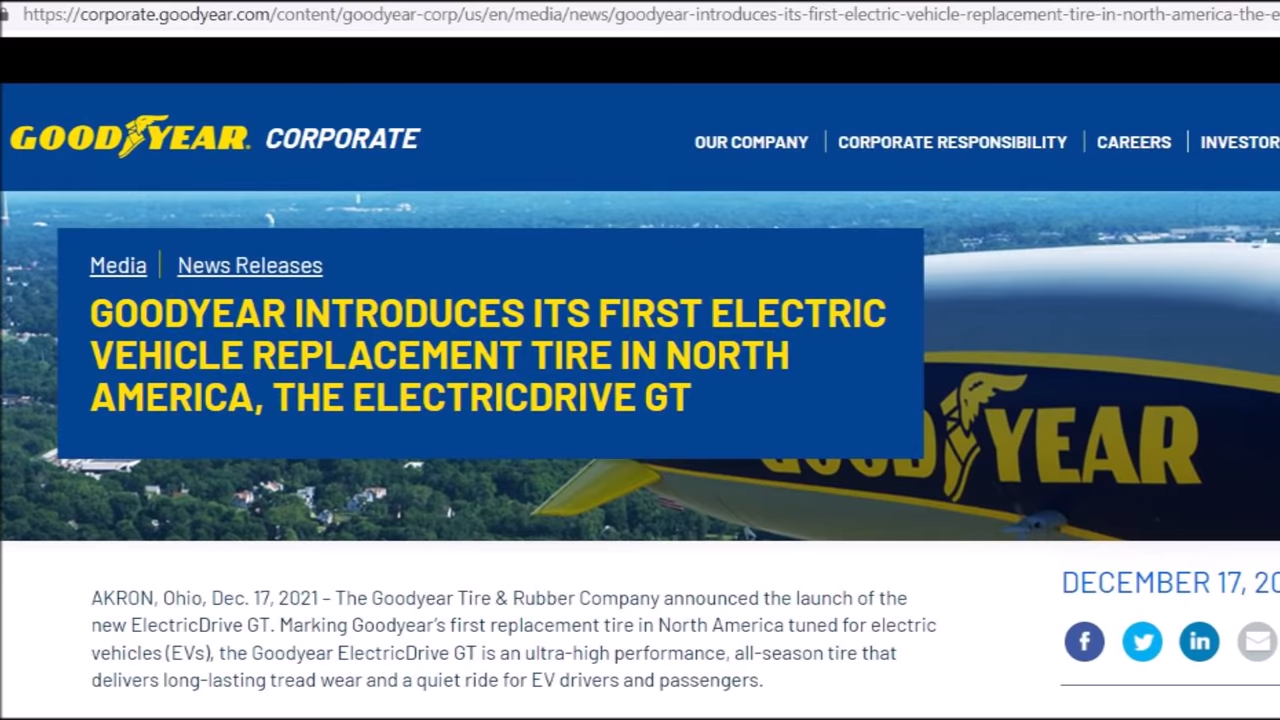 https://corporate.goodyear.com/content/goodyear-corp/us/en/media/news/goodyear-introduces-its-first-electric-vehicle-replacement-tire-in-north-america-the-e
GOODYEAR CORPORATE
OUR COMPANY
CORPORATE RESPONSIBILITY
CAREERS
INVESTOR
Media
News Releases
GOODYEAR INTRODUCES ITS FIRST ELECTRIC
VEHICLE REPLACEMENT TIRE IN NORTH
AMERICA, THE ELECTRICDRIVE GT
GOODYEAR
AKRON, Ohio, Dec. 17, 2021 – The Goodyear Tire & Rubber Company announced the launch of the
new ElectricDrive GT. Marking Goodyear's first replacement tire in North America tuned for electric
vehicles (EVs), the Goodyear ElectricDrive GT is an ultra-high performance, all-season tire that
delivers long-lasting tread wear and a quiet ride for EV drivers and passengers.
DECEMBER 17, 20
f
in